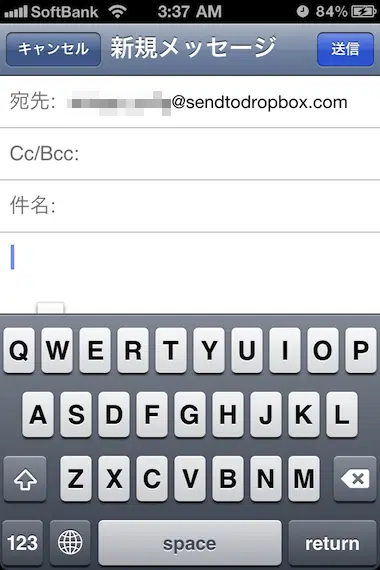 SoftBank 3:37 AM 84%
キャンセル 新規メッセージ 送信
宛先: @sendtodropbox.com
Cc/Bcc:
件名:
Q W E R T Y U I O P
A S D F G H J K L
Z X C V B N M
123 space return